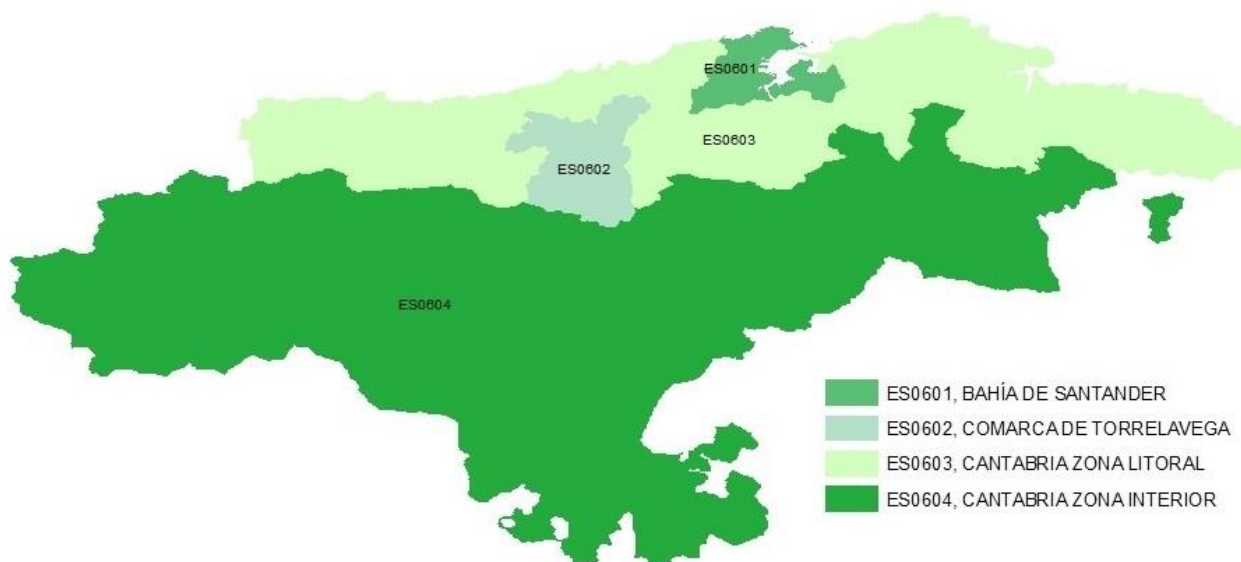 ES0601
ES0603
ES0602
ES0604
ES0601, BAHÍA DE SANTANDER
ES0602, COMARCA DE TORRELAVEGA
ES0603, CANTABRIA ZONA LITORAL
ES0604, CANTABRIA ZONA INTERIOR